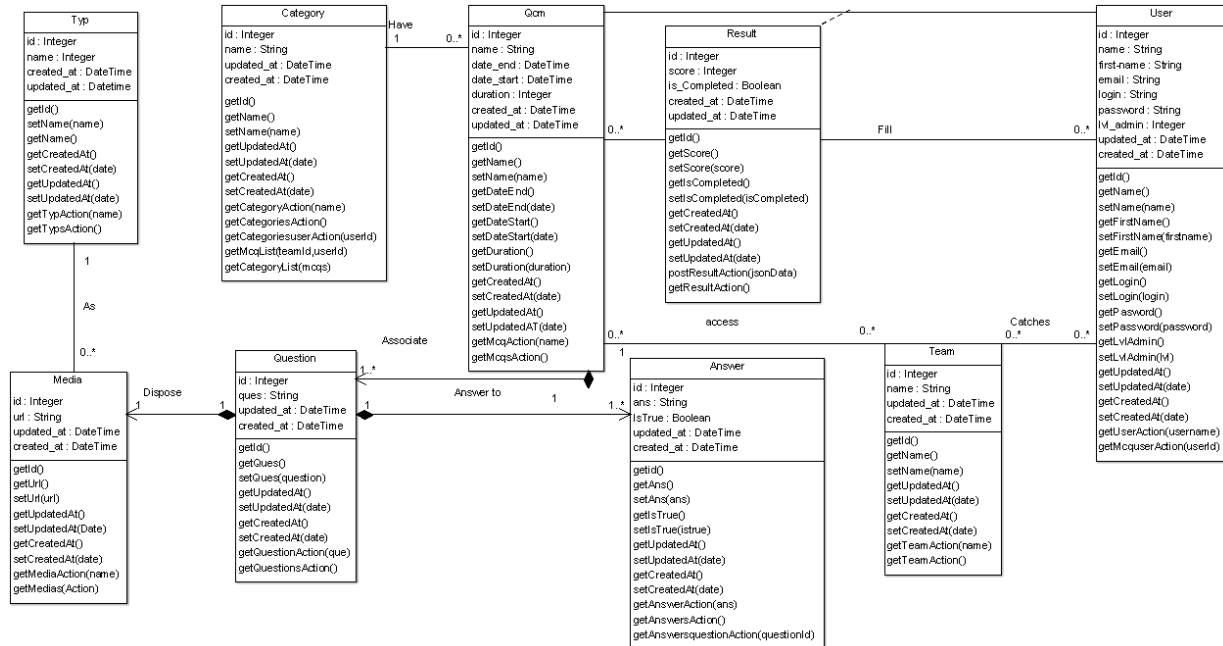 Typ
id : Integer
name : Integer
created_at : DateTime
updated_at : Datetime
getId()
setName(name)
getName()
getCreatedAt()
setCreatedAt(date)
getUpdatedAt()
setUpdatedAt(date)
getTypAction(name)
getTypsAction()
1
As
0..*
Category
id : Integer
name : String
updated_at : DateTime
created_at : DateTime
getId()
getName()
setName(name)
getUpdatedAt()
setUpdatedAt(date)
getCreatedAt()
setCreatedAt(date)
getCategoryAction(name)
getCategoriesAction()
getCategoriesuserAction(userId)
getMcqList(teamId,userId)
getCategoryList(mcqs)
Have
1
0..*
Qcm
id : Integer
name : String
date_end : DateTime
date_start : DateTime
duration : Integer
created_at : DateTime
updated_at : DateTime
getId()
getName()
setName(name)
getDateEnd()
setDateEnd(date)
getDateStart()
setDateStart(date)
getDuration()
setDuration(duration)
getCreatedAt()
setCreatedAt(date)
getUpdatedAt()
setUpdatedAT(date)
getMcqAction(name)
getMcqsAction()
Result
id : Integer
score : Integer
is_Completed : Boolean
created_at : DateTime
updated_at : DateTime
getId()
getScore()
setScore(score)
getIsCompleted()
setIsCompleted(isCompleted)
getCreatedAt()
setCreatedAt(date)
getUpdatedAt()
setUpdatedAt(date)
postResultAction(jsonData)
getResultAction()
0..*
Fill
0..*
User
id : Integer
name : String
first-name : String
email : String
login : String
password : String
lvl_admin : Integer
updated_at : DateTime
created_at : DateTime
getId()
getName()
setName(name)
getFirstName()
setFirstName(firstname)
getEmail()
setEmail(email)
getLogin()
setLogin(login)
getPasword()
setPassword(password)
getLvlAdmin()
setLvlAdmin(lvl)
getUpdatedAt()
setUpdatedAt(date)
getCreatedAt()
setCreatedAt(date)
getUserAction(username)
getMcquserAction(userId)
0..*
access
0..*
Catches
0..*
0..*
Media
id : Integer
url : String
updated_at : DateTime
created_at : DateTime
getId()
getUrl()
setUrl(url)
getUpdatedAt()
setUpdatedAt(Date)
getCreatedAt()
setCreatedAt(date)
getMediaAction(name)
getMedias(Action)
Dispose
1
1
Question
id : Integer
ques : String
updated_at : DateTime
created_at : DateTime
getId()
getQues()
setQues(question)
getUpdatedAt()
setUpdatedAt(date)
getCreatedAt()
setCreatedAt(date)
getQuestionAction(que)
getQuestionsAction()
Associate
1..*
1
1
Answer to
1
1..*
Answer
id : Integer
ans : String
IsTrue : Boolean
updated_at : DateTime
created_at : DateTime
getid()
getAns()
setAns(ans)
getIsTrue()
setIsTrue(istrue)
getUpdatedAt()
setUpdatedAt(date)
getCreatedAt()
setCreatedAt(date)
getAnswerAction(ans)
getAnswersAction()
getAnswersquestionAction(questionId)
Team
id : Integer
name : String
updated_at : DateTime
created_at : DateTime
getId()
getName()
setName(name)
getUpdatedAt()
setUpdatedAt(date)
getCreatedAt()
setCreatedAt(date)
getTeamAction(name)
getTeamAction()